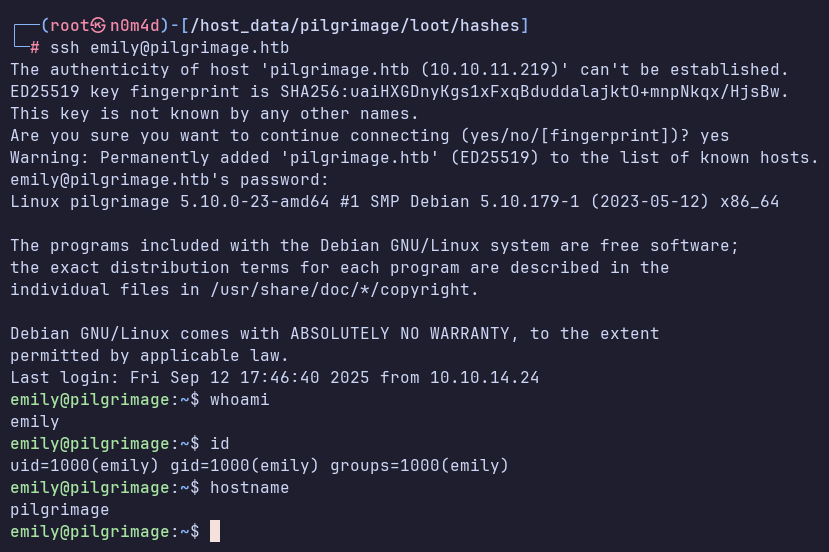 ┌──(root㉿n0m4d)-[/host_data/pilgrimage/loot/hashes]
└─# ssh emily@pilgrimage.htb
The authenticity of host 'pilgrimage.htb (10.10.11.219)' can't be established.
ED25519 key fingerprint is SHA256:uaiHXGDnyKgs1xFxqBduddalajktO+mnpNkqx/HjsBw.
This key is not known by any other names.
Are you sure you want to continue connecting (yes/no/[fingerprint])? yes
Warning: Permanently added 'pilgrimage.htb' (ED25519) to the list of known hosts.
emily@pilgrimage.htb's password:
Linux pilgrimage 5.10.0-23-amd64 #1 SMP Debian 5.10.179-1 (2023-05-12) x86_64

The programs included with the Debian GNU/Linux system are free software;
the exact distribution terms for each program are described in the
individual files in /usr/share/doc/*/copyright.

Debian GNU/Linux comes with ABSOLUTELY NO WARRANTY, to the extent
permitted by applicable law.
Last login: Fri Sep 12 17:46:40 2025 from 10.10.14.24
emily@pilgrimage:~$ whoami
emily
emily@pilgrimage:~$ id
uid=1000(emily) gid=1000(emily) groups=1000(emily)
emily@pilgrimage:~$ hostname
pilgrimage
emily@pilgrimage:~$